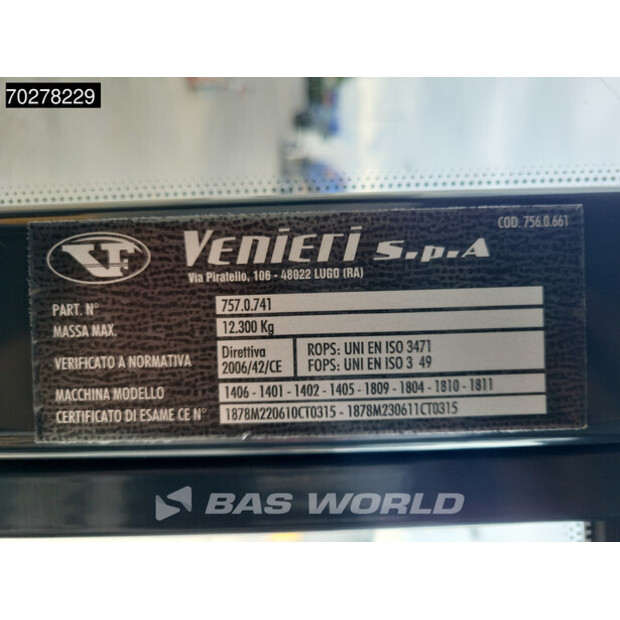 70278229
VF VENIERI S.p.A COD. 756.0.661
Via Piratello, 106 - 48022 LUGO (RA)
PART. N° 757.0.741
MASSA MAX. 12.300 Kg
VERIFICATO A NORMATIVA Direttiva 2006/42/CE ROPS: UNI EN ISO 3471
FOPS: UNI EN ISO 3 49
MACCHINA MODELLO 1406 - 1401 - 1402 - 1405 - 1809 - 1804 - 1810 - 1811
CERTIFICATO DI ESAME CE N° 1878M220610CT0315 - 1878M230611CT0315
BAS WORLD